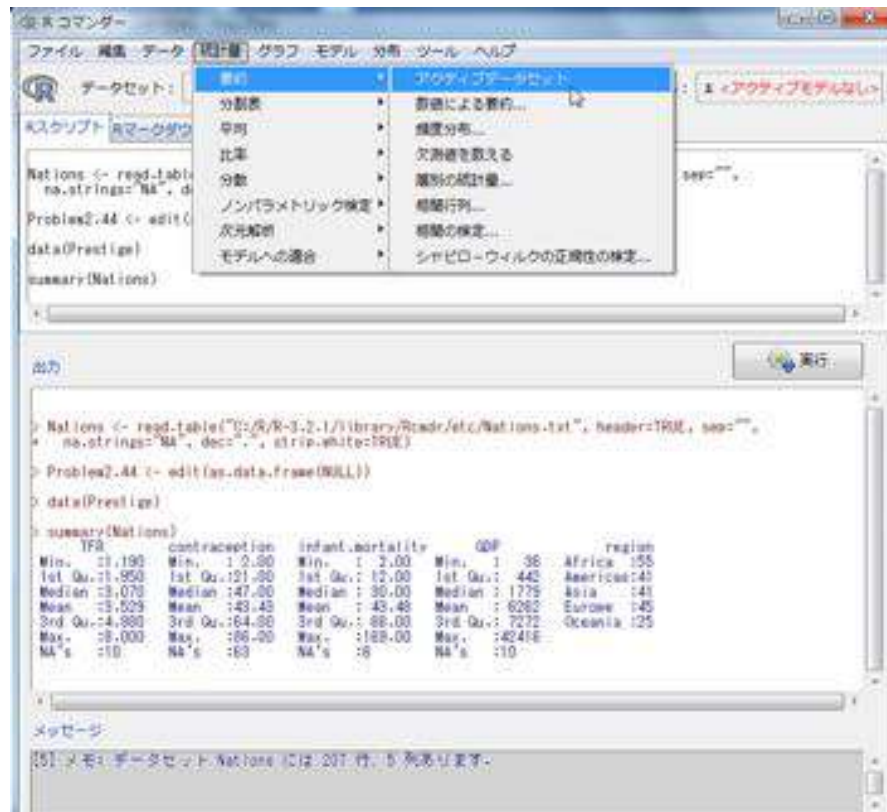 R コマンダー
ファイル 編集 データ 統計量 グラフ モデル 分布 ツール ヘルプ
データセット:
: Σ <アクティブモデルなし>
要約
分割表
平均
比率
分散
ノンパラメトリック検定
次元解析
モデルへの適合
アクティブデータセット
数値による要約...
頻度分布...
欠測値を数える
層別の統計量...
相関行列...
相関の検定...
シャピローウィルクの正規性の検定...
Rスクリプト Rマークダウ
Nations <- read.tabl
sep="",
na.strings="NA", d
Problem2.44 <- edit(
data(Prestige)
summary(Nations)
出力
実行
> Nations <- read.table("C:/R/R-3.2.1/library/Rcmdr/etc/Nations.txt", header=TRUE, sep="",
+ na.strings="NA", dec=".", strip.white=TRUE)
> Problem2.44 <- edit(as.data.frame(NULL))
> data(Prestige)
> summary(Nations)
TFR contraception infant.mortality GDP region
Min. :1.190 Min. : 2.00 Min. : 2.00 Min. : 36 Africa :55
1st Qu.:1.950 1st Qu.:21.00 1st Qu.: 12.00 1st Qu.: 442 Americas:41
Median :3.070 Median :47.00 Median : 30.00 Median : 1779 Asia :41
Mean :3.529 Mean :43.43 Mean : 43.48 Mean : 6262 Europe :45
3rd Qu.:4.980 3rd Qu.:64.00 3rd Qu.: 66.00 3rd Qu.: 7272 Oceania :25
Max. :8.000 Max. :86.00 Max. :169.00 Max. :42416
NA's :10 NA's :63 NA's :6 NA's :10
メッセージ
[5] メモ: データセット Nations には 207 行、5 列あります.